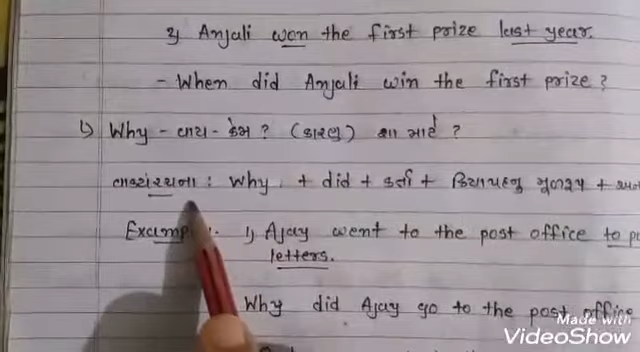 2) Anjali won the first prize last year.
- When did Anjali win the first prize?
5) Why - વાય - કેમ? (કારણ) શા માટે?
વાક્યરચના: Why + did + કર્તા + ક્રિયાપદનું મૂળરૂપ +
Examp 1) Ajay went to the post office to
letters.
Why did Ajay go to the post office
Made with
VideoShow